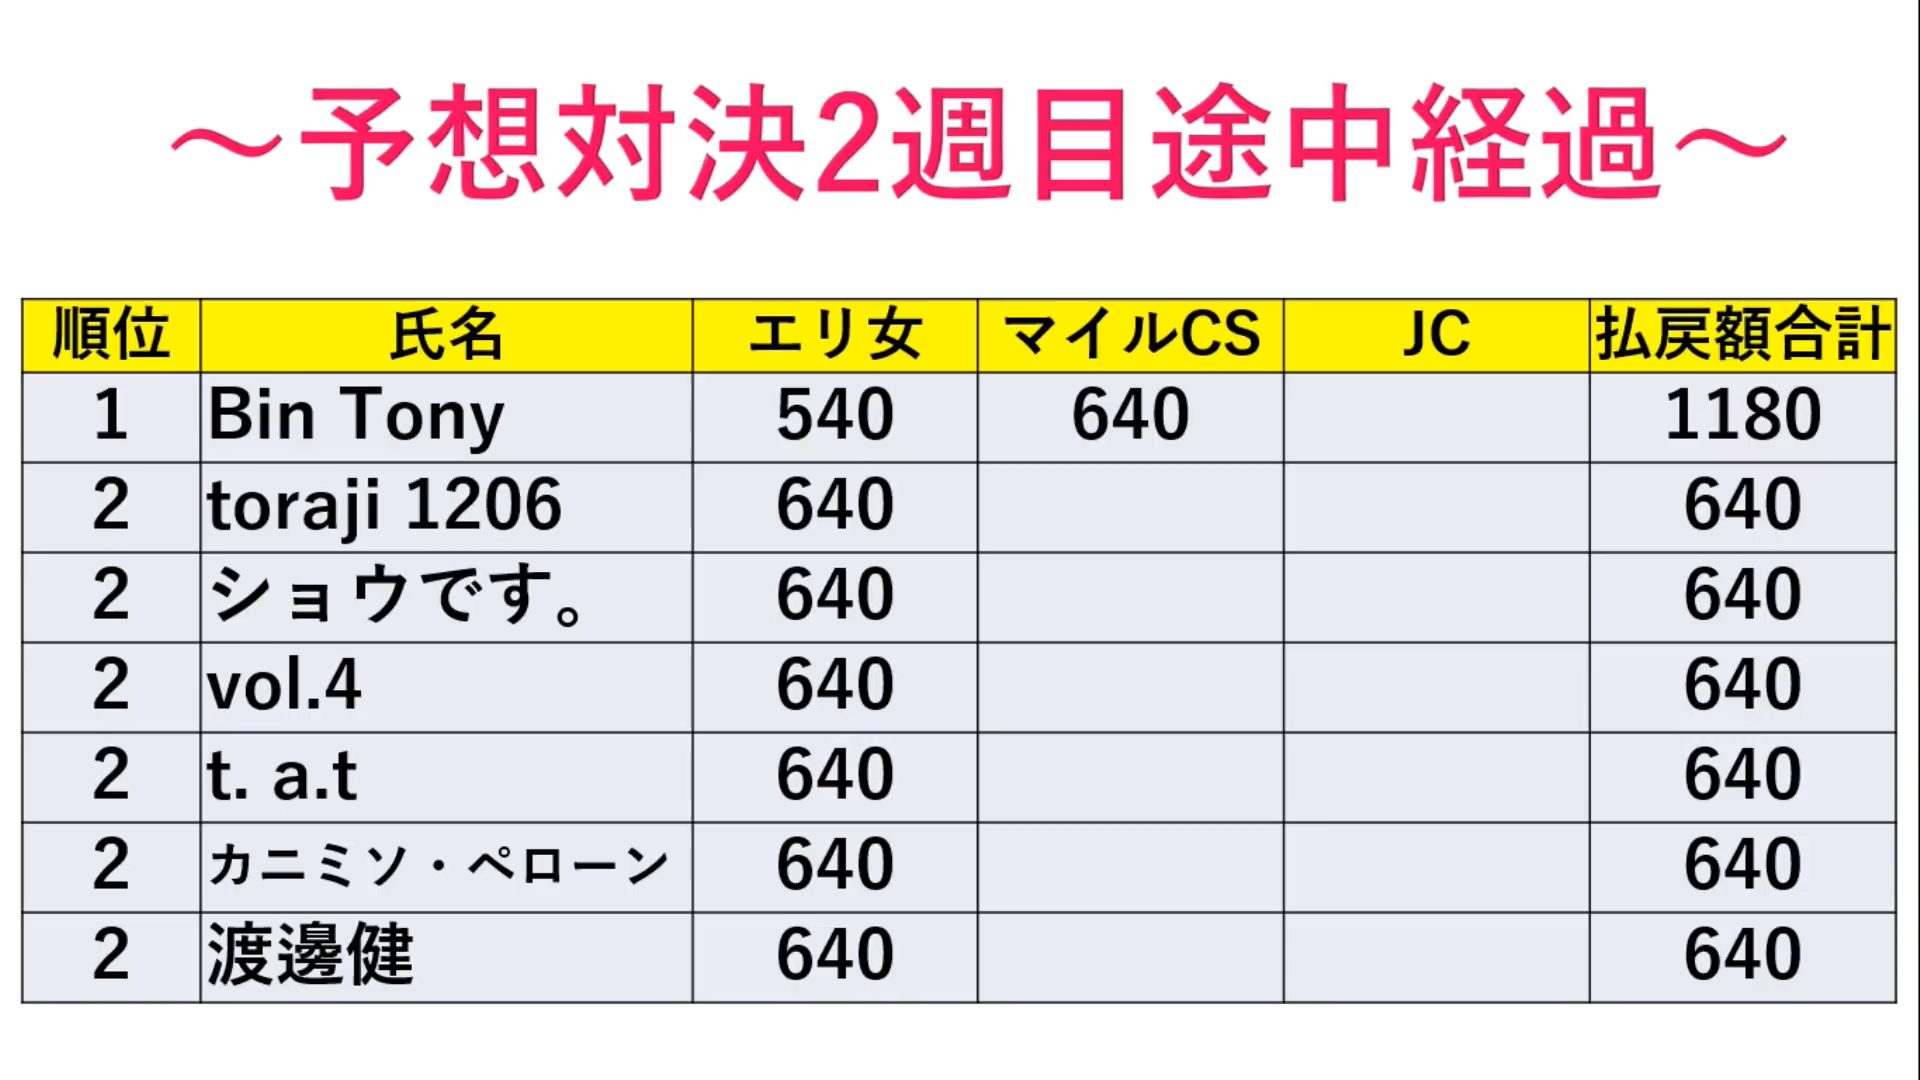 ～予想対決2週目途中経過～
順位 氏名 エリ女 マイルCS JC 払戻額合計
1 Bin Tony 540 640 1180
2 toraji 1206 640 640
2 ショウです。 640 640
2 vol.4 640 640
2 t. a.t 640 640
2 カニミソ・ペローン 640 640
2 渡邊健 640 640